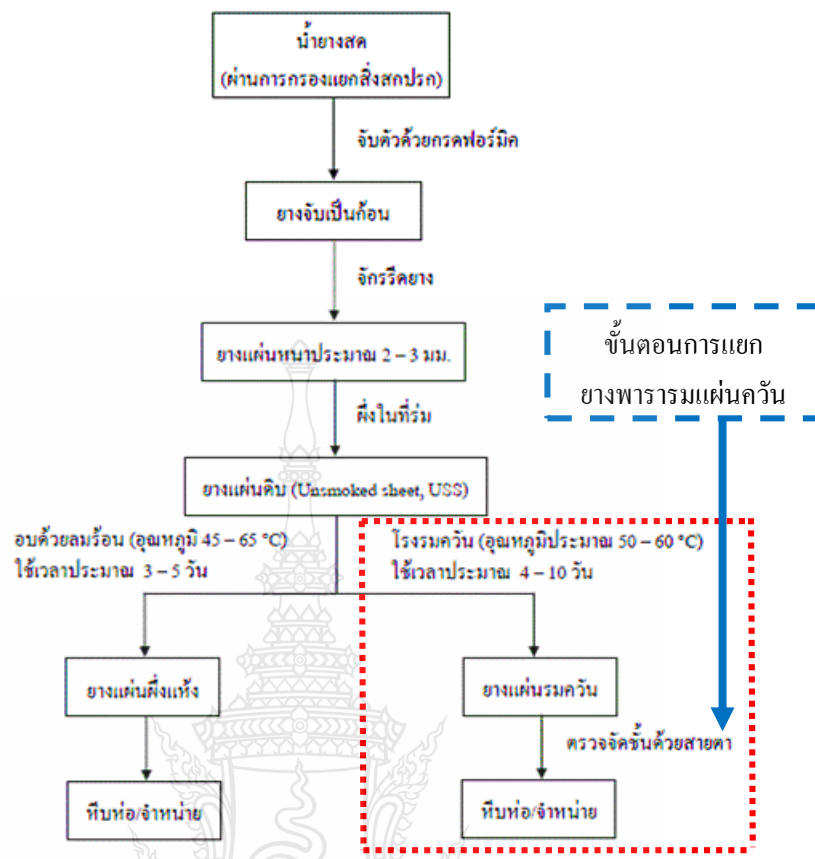 น้ำยางสด
(ผ่านการกรองแยกสิ่งสกปรก)
จับตัวด้วยกรดฟอร์มิค
ยางจับเป็นก้อน
จักรรีดยาง
ยางแผ่นหนาประมาณ 2 – 3 มม.
ขั้นตอนการแยก
ยางพารารมแผ่นควัน
ผึ่งในที่ร่ม
ยางแผ่นดิบ (Unsmoked sheet, USS)
อบด้วยลมร้อน (อุณหภูมิ 45 – 65 °C)
ใช้เวลาประมาณ 3 – 5 วัน
โรงรมควัน (อุณหภูมิประมาณ 50 – 60 °C)
ใช้เวลาประมาณ 4 – 10 วัน
ยางแผ่นผึ่งแห้ง
ยางแผ่นรมควัน
ตรวจจัดชั้นด้วยสายตา
หีบห่อ/จำหน่าย
หีบห่อ/จำหน่าย